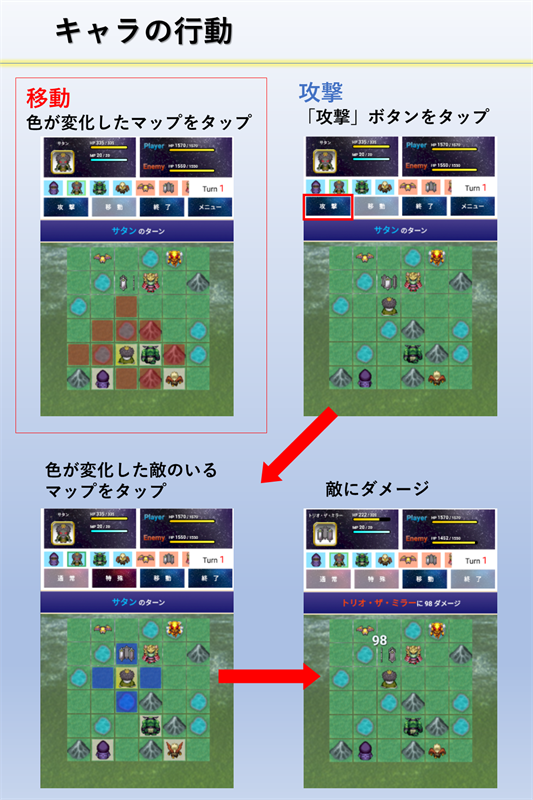 キャラの行動
移動
色が変化したマップをタップ
サタン
HP 335 / 335
MP 20 / 20
Player
HP 1570 / 1570
Enemy
HP 1550 / 1550
Turn 1
攻撃
移動
終了
メニュー
サタン のターン
攻撃
「攻撃」ボタンをタップ
サタン
HP 335 / 335
MP 20 / 20
Player
HP 1570 / 1570
Enemy
HP 1550 / 1550
Turn 1
攻撃
移動
終了
メニュー
サタン のターン
色が変化した敵のいる
マップをタップ
サタン
HP 335 / 335
MP 20 / 20
Player
HP 1570 / 1570
Enemy
HP 1550 / 1550
Turn 1
通常
特殊
移動
終了
サタン のターン
敵にダメージ
トリオ・ザ・ミラー
MP 20 / 20
Player
HP 1570 / 1570
Enemy
Turn 1
通常
特殊
移動
終了
トリオ・ザ・ミラー に 98 ダメージ
98